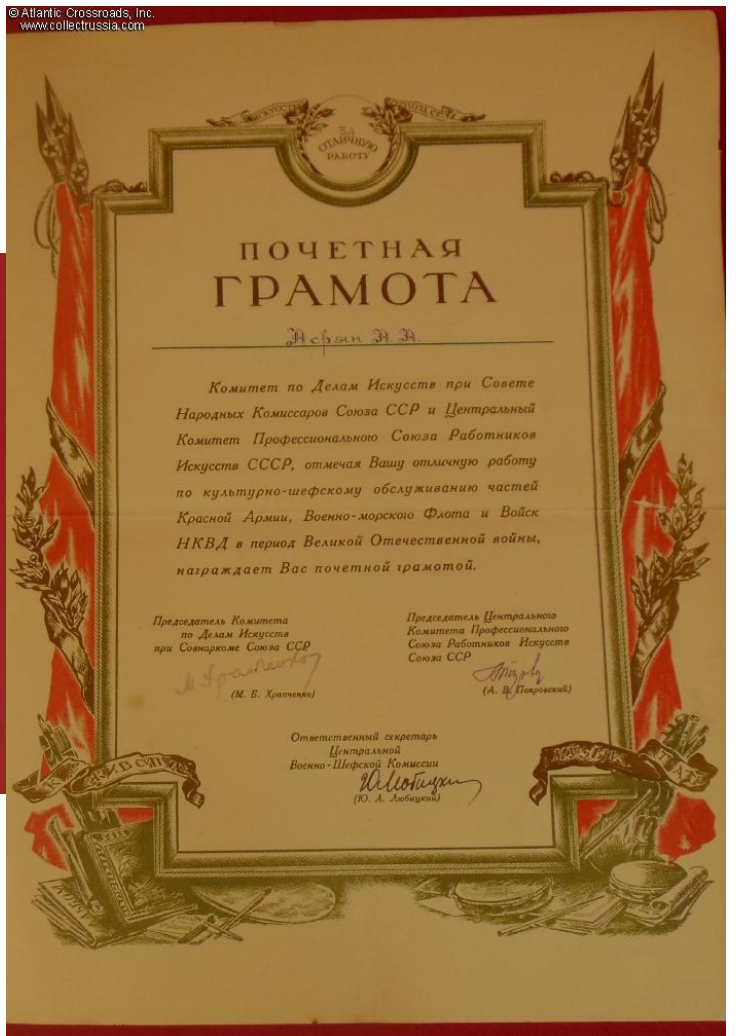 © Atlantic Crossroads, Inc.
www.collectrussia.com
ЗА
ОТЛИЧНУЮ
РАБОТУ
ПОЧЕТНАЯ
ГРАМОТА
А. А.
Комитет по Делам Искусств при Совете
Народных Комиссаров Союза ССР и Центральный
Комитет Профессионального Союза Работников
Искусств СССР, отмечая Вашу отличную работу
по культурно-шефскому обслуживанию частей
Красной Армии, Военно-морского Флота и Войск
НКВД в период Великой Отечественной войны,
награждает Вас почетной грамотой.
Председатель Комитета
по Делам Искусств
при Совнаркоме Союза ССР
М. Храпченко
(М. Б. Храпченко)
Председатель Центрального
Комитета Профессионального
Союза Работников Искусств
Союза ССР
(А. В. Покровский)
Ответственный секретарь
Центральной
Военно-Шефской Комиссии
Ю. Любицкий
(Ю. А. Любицкий)